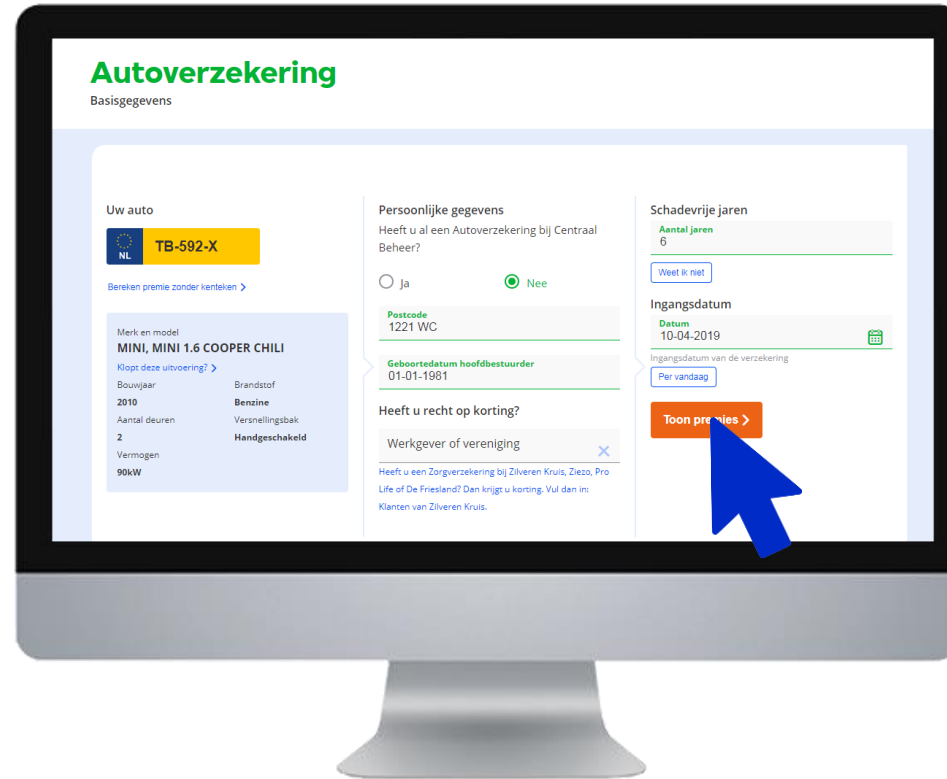 Autoverzekering
Basisgegevens
Uw auto
NL
TB-592-X
Bereken premie zonder kenteken >
Merk en model
MINI, MINI 1.6 COOPER CHILI
Klopt deze uitvoering? >
Bouwjaar
Brandstof
2010
Benzine
Aantal deuren
Versnellingsbak
2
Handgeschakeld
Vermogen
90kW
Persoonlijke gegevens
Heeft u al een Autoverzekering bij Centraal
Beheer?
Ja
Nee
Postcode
1221 WC
Geboortedatum hoofdbestuurder
01-01-1981
Heeft u recht op korting?
Werkgever of vereniging
Heeft u een Zorgverzekering bij Zilveren Kruis, Ziezo, Pro
Life of De Friesland? Dan krijgt u korting. Vul dan in:
Klanten van Zilveren Kruis.
Schadevrije jaren
Aantal jaren
6
Weet ik niet
Ingangsdatum
Datum
10-04-2019
Ingangsdatum van de verzekering
Per vandaag
Toon premies >